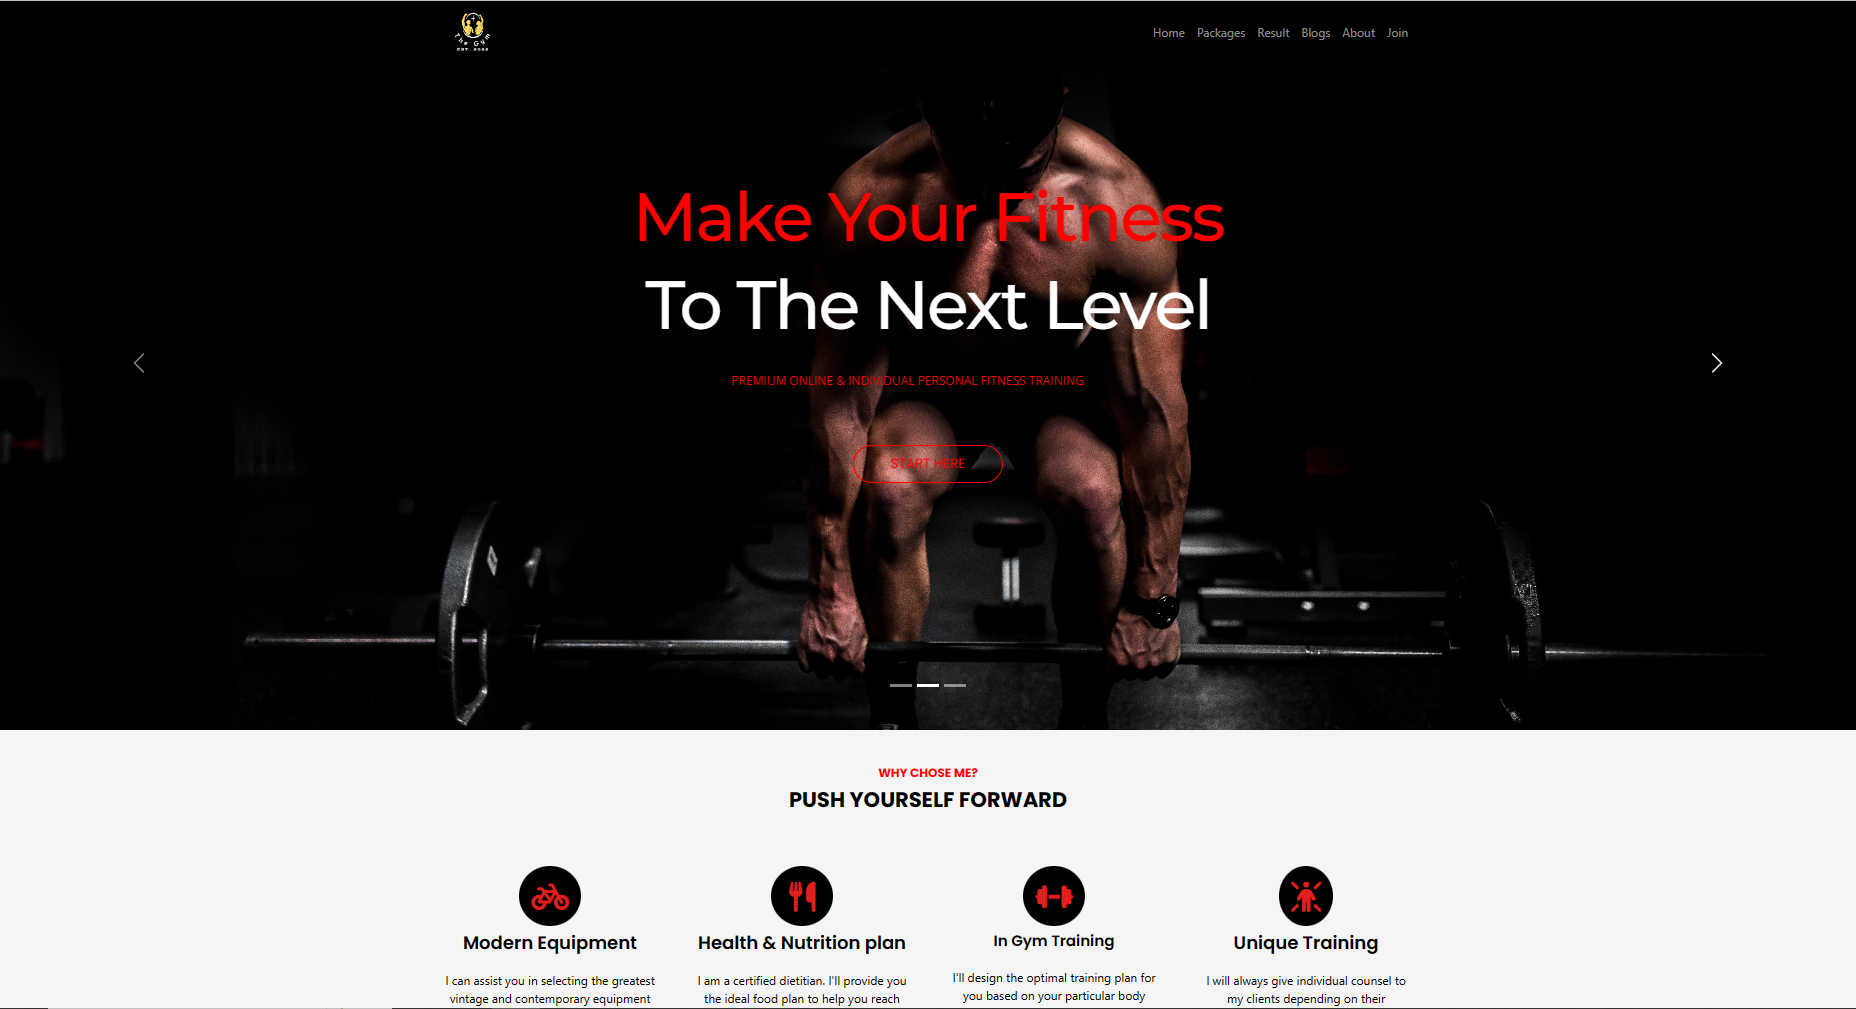 The Gym
EST. 2022
Home Packages Result Blogs About Join
Make Your Fitness
To The Next Level
PREMIUM ONLINE & INDIVIDUAL PERSONAL FITNESS TRAINING
START HERE
WHY CHOSE ME?
PUSH YOURSELF FORWARD
Modern Equipment
I can assist you in selecting the greatest
vintage and contemporary equipment
Health & Nutrition plan
I am a certified dietitian. I'll provide you
the ideal food plan to help you reach
In Gym Training
I'll design the optimal training plan for
you based on your particular body
Unique Training
I will always give individual counsel to
my clients depending on their